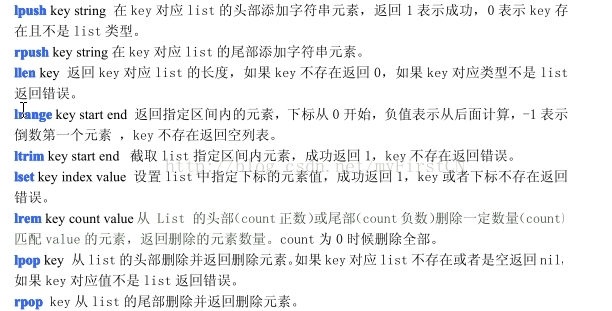 lpush key string 在 key 对应 list 的头部添加字符串元素，返回 1 表示成功，0 表示 key 存
在且不是 list 类型。
rpush key string 在 key 对应 list 的尾部添加字符串元素。
llen key 返回 key 对应 list 的长度，如果 key 不存在返回 0，如果 key 对应类型不是 list
返回错误。
lrange key start end 返回指定区间内的元素，下标从 0 开始，负值表示从后面计算，-1 表示
倒数第一个元素 ，key 不存在返回空列表。
ltrim key start end 截取 list 指定区间内元素，成功返回 1，key 不存在返回错误。
http://blog.csdn.net/myfirstCN
lset key index value 设置 list 中指定下标的元素值，成功返回 1，key 或者下标不存在返回
错误。
lrem key count value 从 List 的头部(count 正数)或尾部(count 负数)删除一定数量(count)
匹配 value 的元素，返回删除的元素数量。count 为 0 时候删除全部。
lpop key 从 list 的头部删除并返回删除元素。如果 key 对应 list 不存在或者是空返回 nil，
如果 key 对应值不是 list 返回错误。
rpop key 从 list 的尾部删除并返回删除元素。